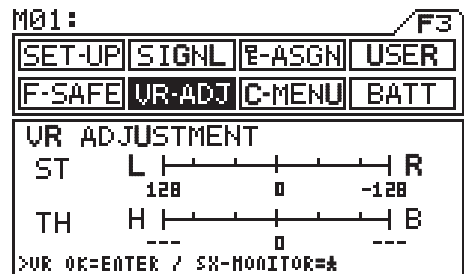 M01:
F3
SET-UP SIGNL E-ASGN USER
F-SAFE VR-ADJ C-MENU BATT
VR ADJUSTMENT
ST L R
128 0 -128
TH H B
--- 0 ---
>VR OK=ENTER / SX-MONITOR=*